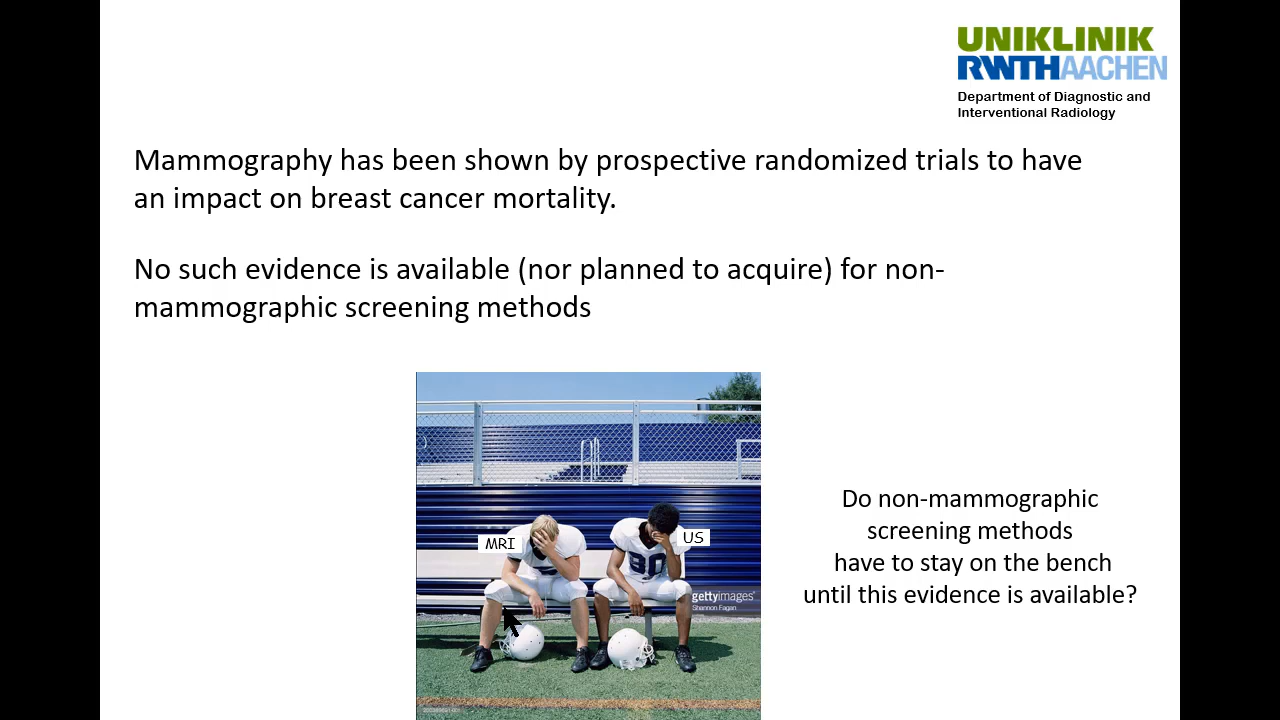 UNIKLINIK
RWTHAACHEN
Department of Diagnostic and
Interventional Radiology
Mammography has been shown by prospective randomized trials to have
an impact on breast cancer mortality.
No such evidence is available (nor planned to acquire) for non-
mammographic screening methods
MRI
US
80
gettyimages
Shannon Fagan
Do non-mammographic
screening methods
have to stay on the bench
until this evidence is available?